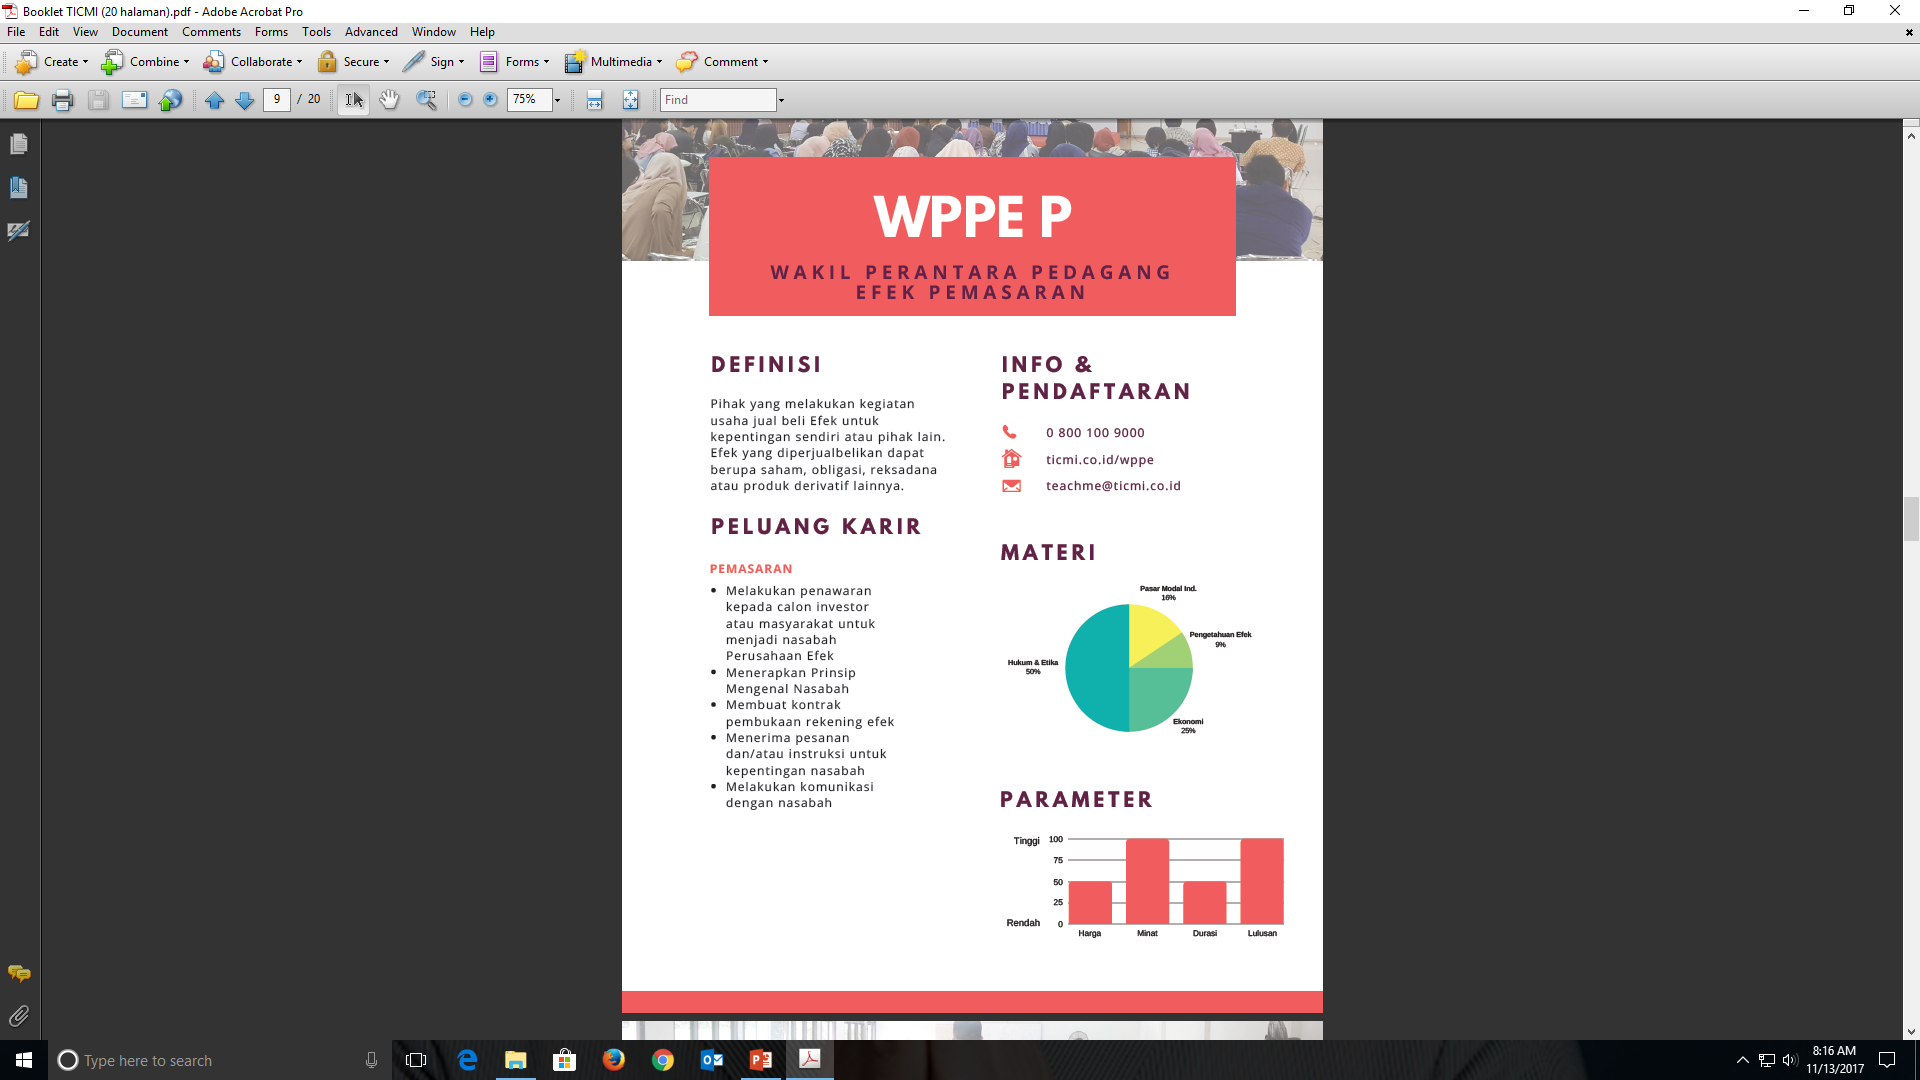 Booklet TICMI (20 halaman).pdf - Adobe Acrobat Pro
File Edit View Document Comments Forms Tools Advanced Window Help
Create Combine Collaborate Secure Sign Forms Multimedia Comment
9 / 20 75% Find
WPPE P
WAKIL PERANTARA PEDAGANG
EFEK PEMASARAN
DEFINISI
Pihak yang melakukan kegiatan
usaha jual beli Efek untuk
kepentingan sendiri atau pihak lain.
Efek yang diperjualbelikan dapat
berupa saham, obligasi, reksadana
atau produk derivatif lainnya.
PELUANG KARIR
PEMASARAN
• Melakukan penawaran
kepada calon investor
atau masyarakat untuk
menjadi nasabah
Perusahaan Efek
• Menerapkan Prinsip
Mengenal Nasabah
• Membuat kontrak
pembukaan rekening efek
• Menerima pesanan
dan/atau instruksi untuk
kepentingan nasabah
• Melakukan komunikasi
dengan nasabah
INFO &
PENDAFTARAN
0 800 100 9000
ticmi.co.id/wppe
teachme@ticmi.co.id
MATERI
Pasar Modal Ind.
16%
Pengetahuan Efek
9%
Hukum & Etika
50%
Ekonomi
25%
PARAMETER
Tinggi 100
75
50
25
Rendah 0
Harga Minat Durasi Lulusan
Type here to search
8:16 AM
11/13/2017